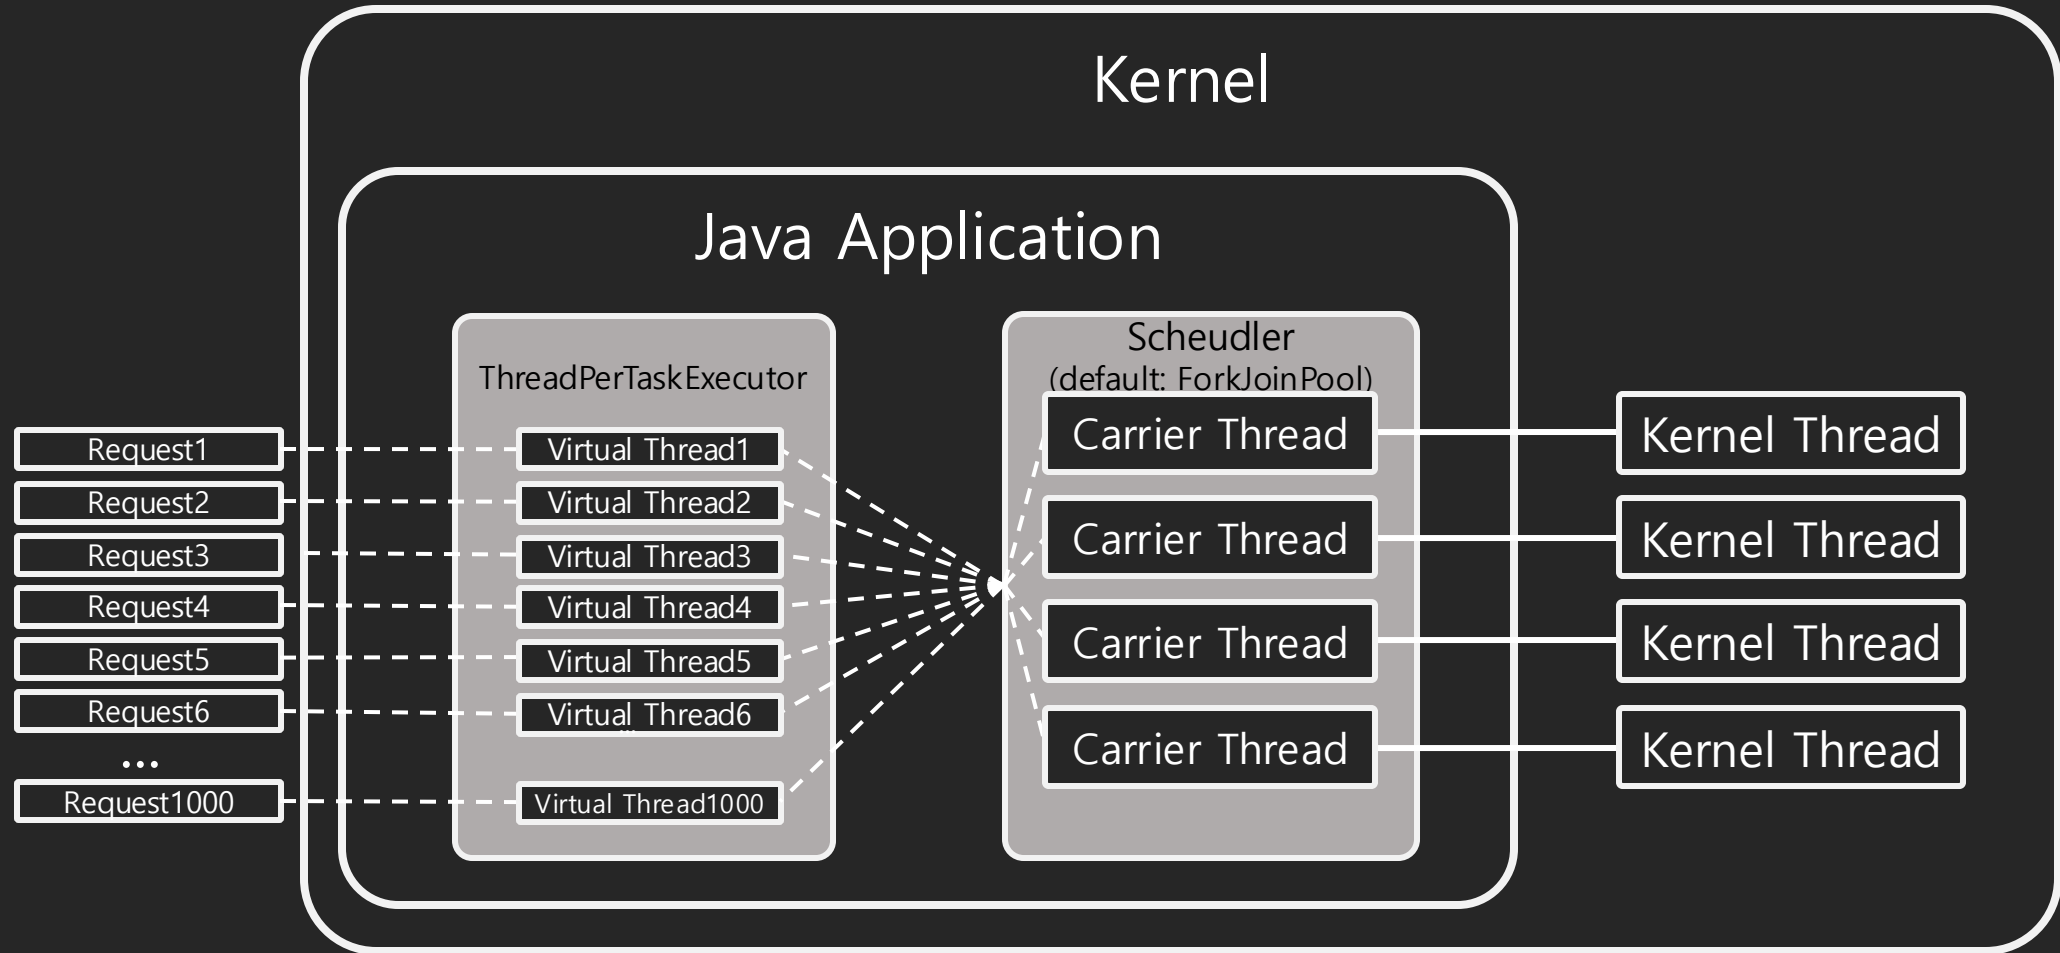 Kernel
Java Application
ThreadPerTaskExecutor
Scheudler
(default: ForkJoinPool)
Request1
Request2
Request3
Request4
Request5
Request6
...
Request1000
Virtual Thread1
Virtual Thread2
Virtual Thread3
Virtual Thread4
Virtual Thread5
Virtual Thread6
...
Virtual Thread1000
Carrier Thread
Carrier Thread
Carrier Thread
Carrier Thread
Kernel Thread
Kernel Thread
Kernel Thread
Kernel Thread